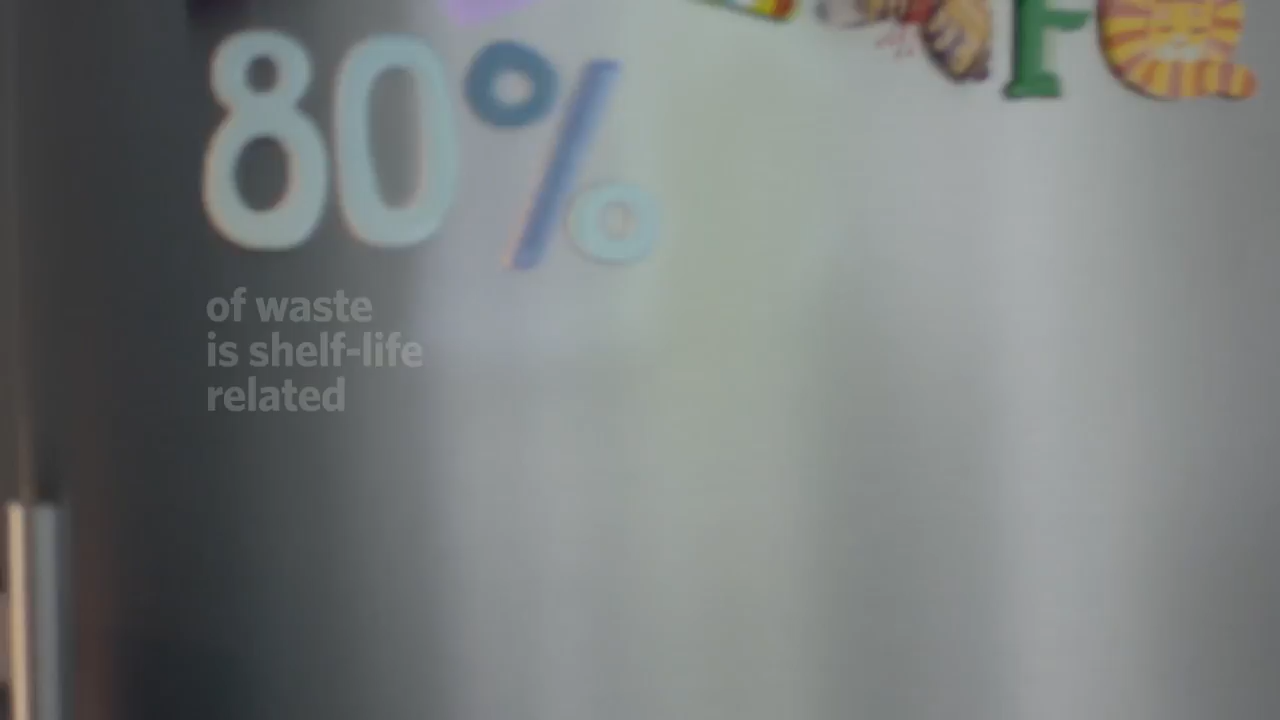 80%
of waste
is shelf-life
related